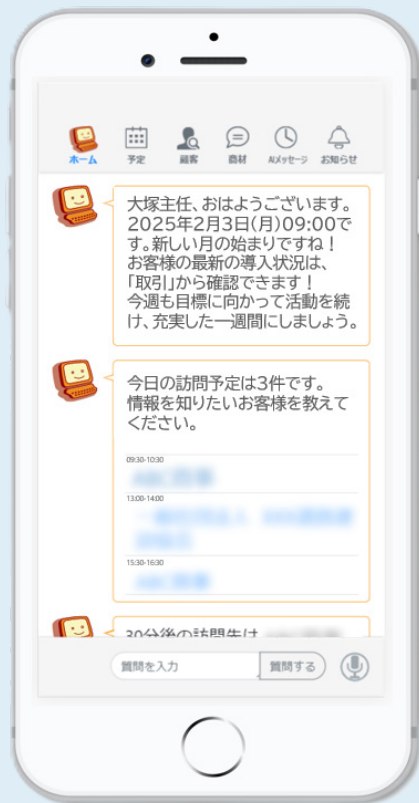 ホーム 予定 顧客 商材 AIメッセージ お知らせ
大塚主任、おはようございます。
2025年2月3日(月)09:00で
す。新しい月の始まりですね！
お客様の最新の導入状況は、
「取引」から確認できます！
今週も目標に向かって活動を続
け、充実した一週間にしましょう。
今日の訪問予定は3件です。
情報を知りたいお客様を教えて
ください。
09:30-10:30
13:00-14:00
15:30-16:30
30分後の訪問先は
質問を入力 質問する